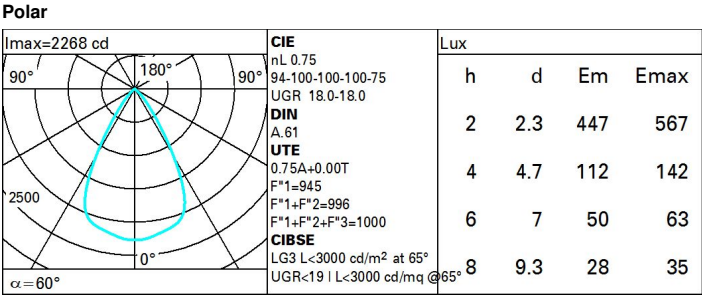 Polar
Imax=2268 cd
90°
180°
90°
2500
0°
α=60°
CIE
nL 0.75
94-100-100-100-75
UGR 18.0-18.0
DIN
A.61
UTE
0.75A+0.00T
F"1=945
F"1+F"2=996
F"1+F"2+F"3=1000
CIBSE
LG3 L<3000 cd/m² at 65°
UGR<19 | L<3000 cd/mq @65°
Lux
h d Em Emax
2 2.3 447 567
4 4.7 112 142
6 7 50 63
8 9.3 28 35